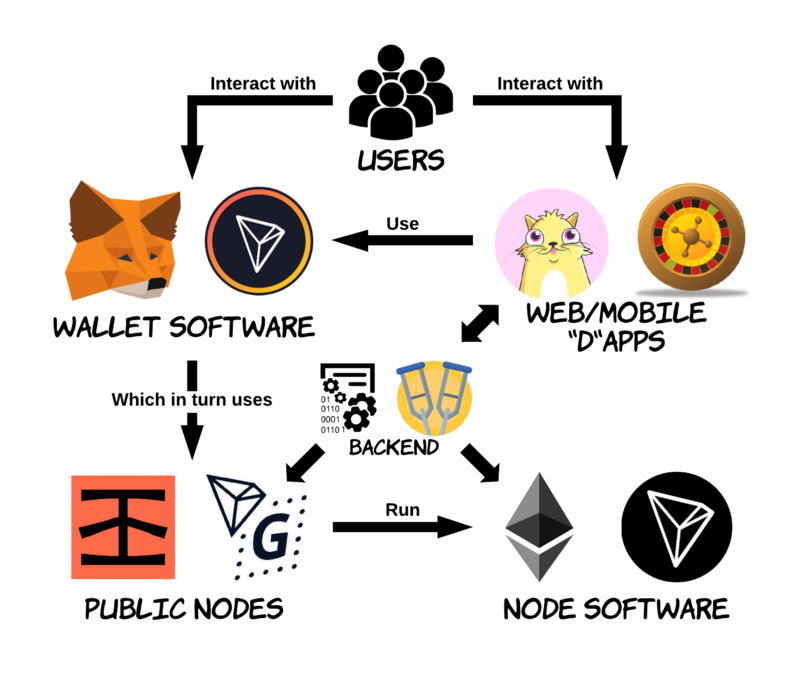 Interact with
Interact with
USERS
Use
WALLET SOFTWARE
WEB/MOBILE
"D"APPS
Which in turn uses
01
0110
0001
0110 1
BACKEND
G
Run
PUBLIC NODES
NODE SOFTWARE